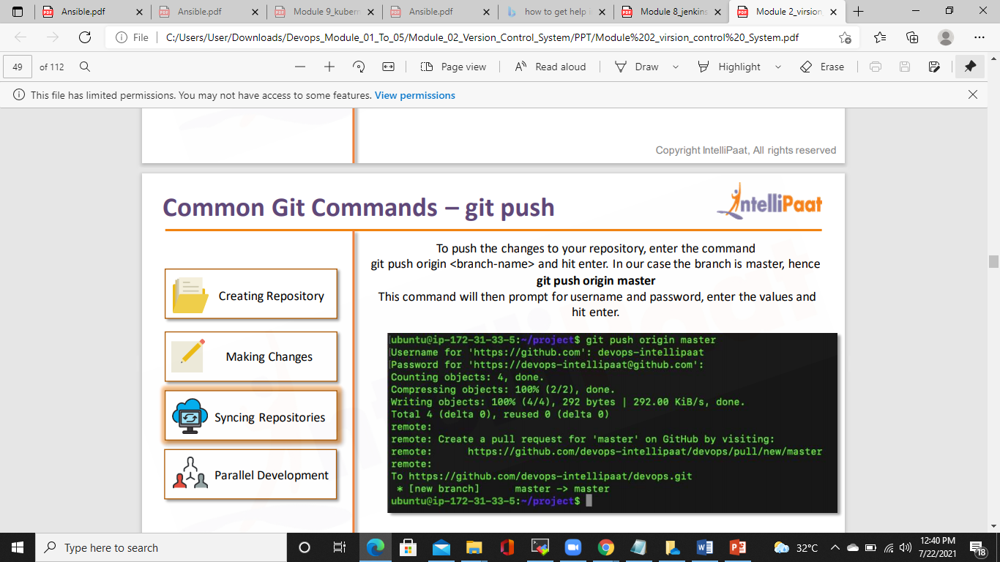 Ansible.pdf
Ansible.pdf
Module 9_kubern
Ansible.pdf
how to get help i
Module 8_jenkins
Module 2_virsion_
File
C:/Users/User/Downloads/Devops_Module_01_To_05/Module_02_Version_Control_System/PPT/Module%202_virsion_control%20_System.pdf
49 of 112
Page view
Read aloud
Draw
Highlight
Erase
This file has limited permissions. You may not have access to some features. View permissions
Copyright IntelliPaat, All rights reserved
Common Git Commands – git push
IntelliPaat
Creating Repository
Making Changes
Syncing Repositories
Parallel Development
To push the changes to your repository, enter the command
git push origin <branch-name> and hit enter. In our case the branch is master, hence
git push origin master
This command will then prompt for username and password, enter the values and
hit enter.
ubuntu@ip-172-31-33-5:~/project$ git push origin master
Username for 'https://github.com': devops-intellipaat
Password for 'https://devops-intellipaat@github.com':
Counting objects: 4, done.
Compressing objects: 100% (2/2), done.
Writing objects: 100% (4/4), 292 bytes | 292.00 KiB/s, done.
Total 4 (delta 0), reused 0 (delta 0)
remote:
remote: Create a pull request for 'master' on GitHub by visiting:
remote:      https://github.com/devops-intellipaat/devops/pull/new/master
remote:
To https://github.com/devops-intellipaat/devops.git
 * [new branch]      master -> master
ubuntu@ip-172-31-33-5:~/project$
Type here to search
32°C
12:40 PM
7/22/2021
18